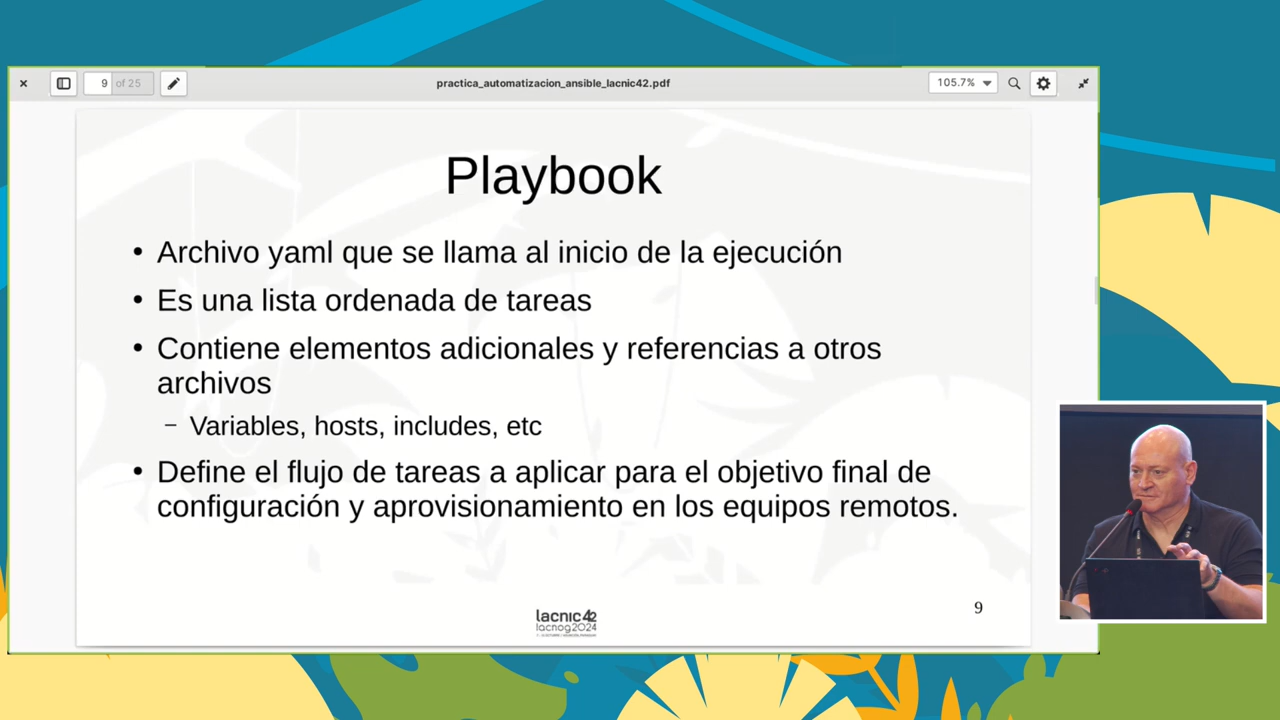 9 of 25
practica_automatizacion_ansible_lacnic42.pdf
105.7%
Playbook
• Archivo yaml que se llama al inicio de la ejecución
• Es una lista ordenada de tareas
• Contiene elementos adicionales y referencias a otros
archivos
– Variables, hosts, includes, etc
• Define el flujo de tareas a aplicar para el objetivo final de
configuración y aprovisionamiento en los equipos remotos.
lacnic42
lacnog2024
9